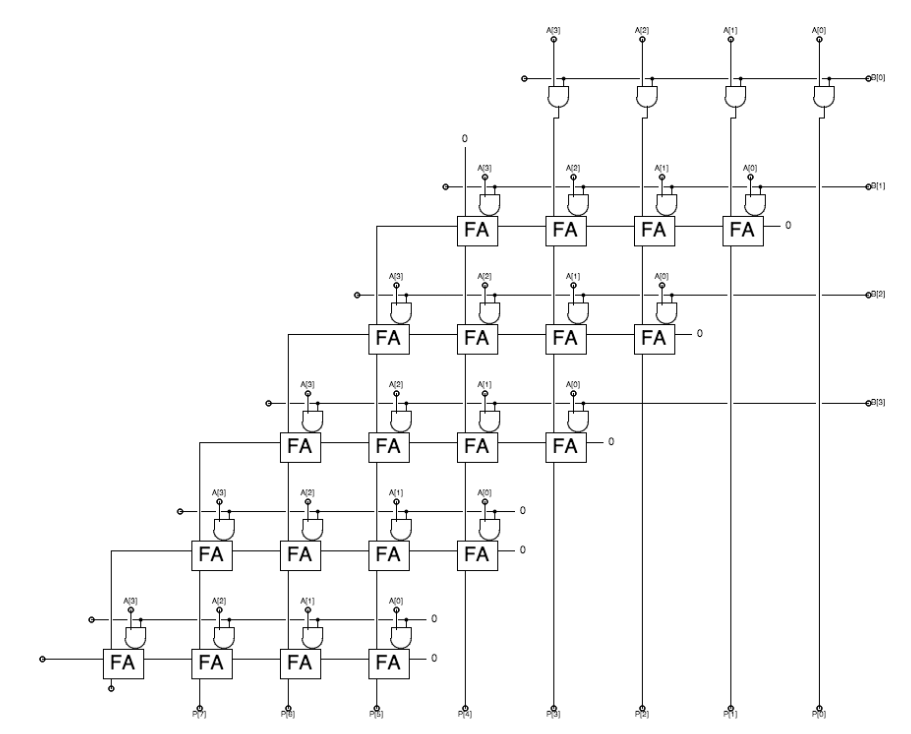 A[3] A[2] A[1] A[0]
B[0]
0
A[3] A[2] A[1] A[0]
B[1]
FA FA FA FA 0
A[3] A[2] A[1] A[0]
B[2]
FA FA FA FA 0
A[3] A[2] A[1] A[0]
B[3]
FA FA FA FA 0
A[3] A[2] A[1] A[0]
0
FA FA FA FA 0
A[3] A[2] A[1] A[0]
0
FA FA FA FA 0
P[7] P[6] P[5] P[4] P[3] P[2] P[1] P[0]